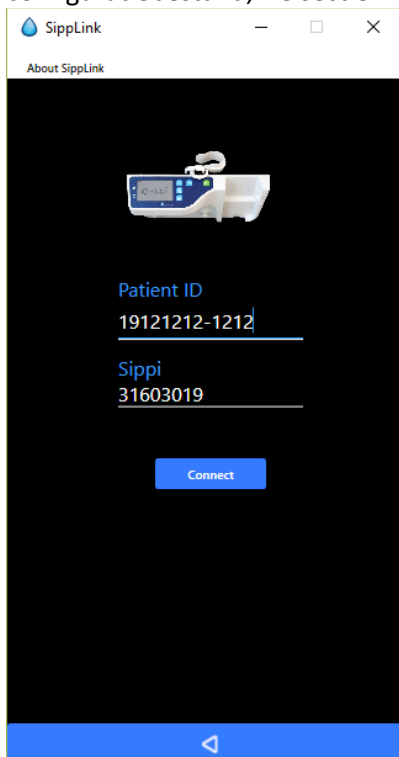 SippLink
About SippLink
Patient ID
19121212-1212
Sippi
31603019
Connect